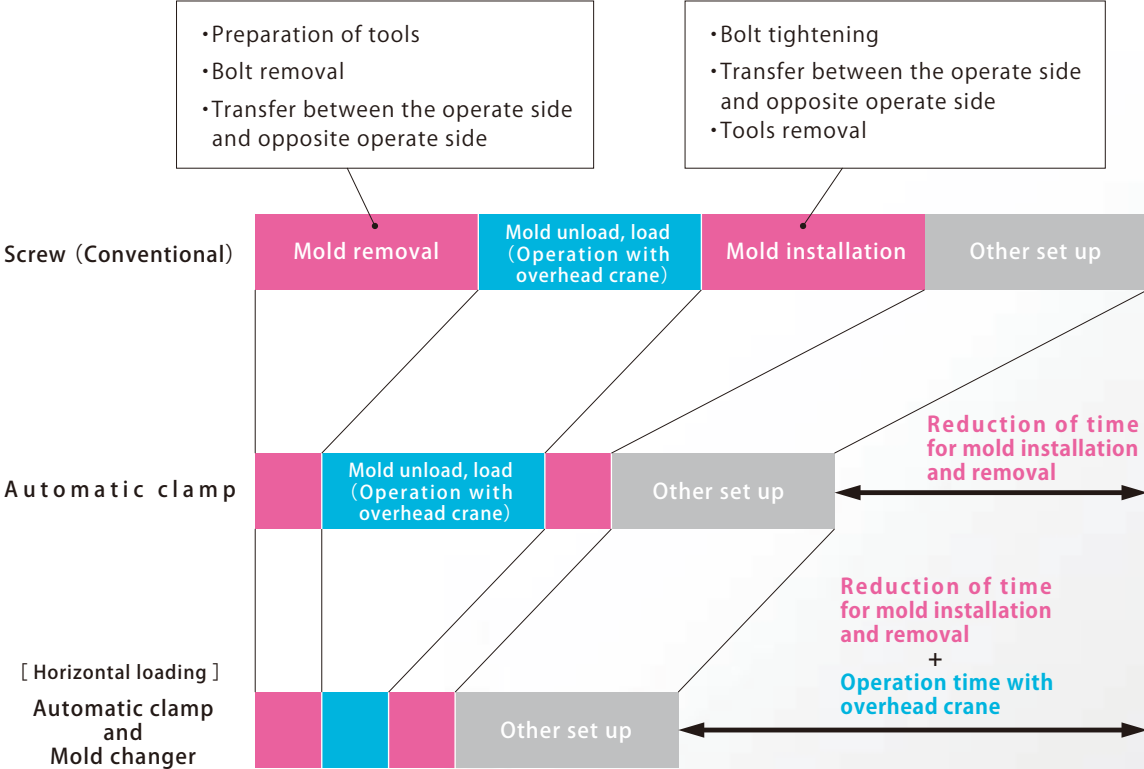 ・Preparation of tools
・Bolt removal
・Transfer between the operate side
and opposite operate side
・Bolt tightening
・Transfer between the operate side
and opposite operate side
・Tools removal
Screw（Conventional）
Mold removal
Mold unload, load
（Operation with
overhead crane）
Mold installation
Other set up
Automatic clamp
Mold unload, load
（Operation with
overhead crane）
Other set up
Reduction of time
for mold installation
and removal
［Horizontal loading］
Automatic clamp
and
Mold changer
Other set up
Reduction of time
for mold installation
and removal
+
Operation time with
overhead crane